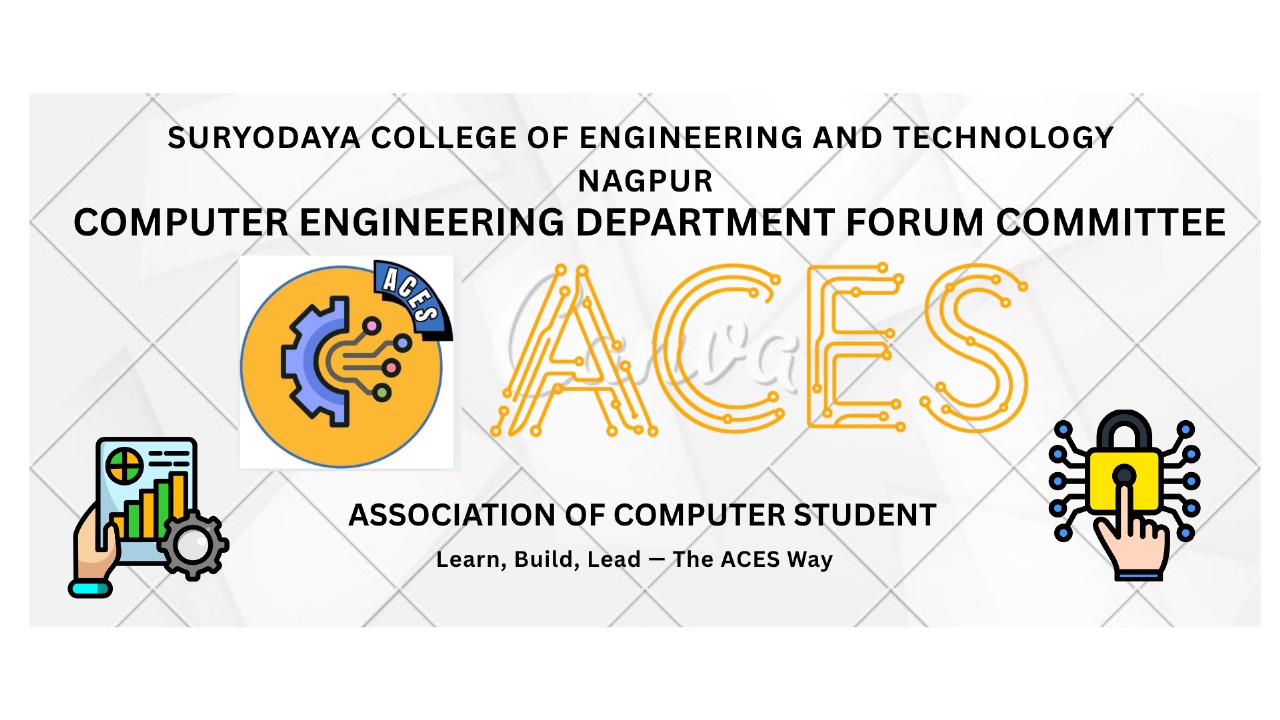 SURYODAYA COLLEGE OF ENGINEERING AND TECHNOLOGY
NAGPUR
COMPUTER ENGINEERING DEPARTMENT FORUM COMMITTEE
ACES
ACES
Canva
ASSOCIATION OF COMPUTER STUDENT
Learn, Build, Lead — The ACES Way